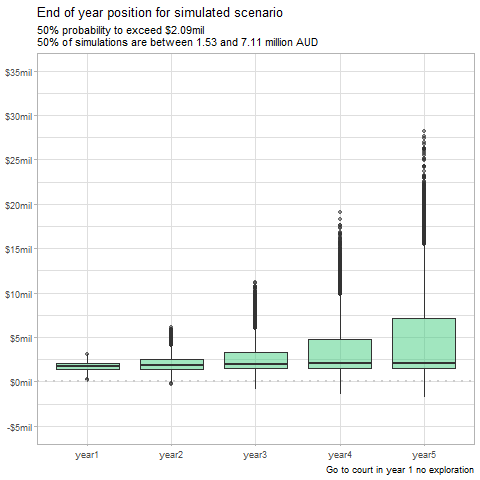 End of year position for simulated scenario
50% probability to exceed $2.09mil
50% of simulations are between 1.53 and 7.11 million AUD
$35mil
$30mil
$25mil
$20mil
$15mil
$10mil
$5mil
$0mil
-$5mil
year1 year2 year3 year4 year5
Go to court in year 1 no exploration